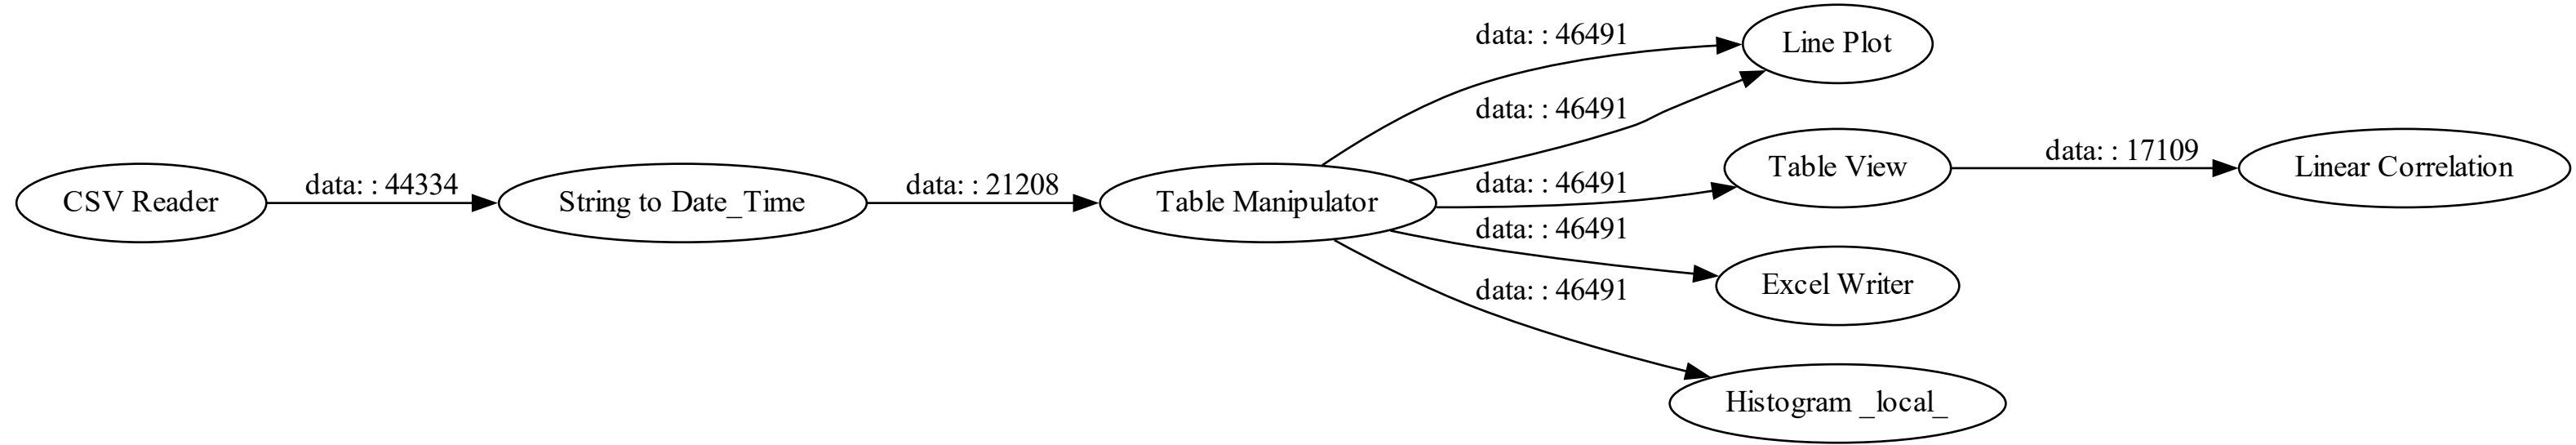 CSV Reader
data: : 44334
String to Date_Time
data: : 21208
Table Manipulator
data: : 46491
Line Plot
data: : 46491
data: : 46491
Table View
data: : 17109
Linear Correlation
data: : 46491
Excel Writer
data: : 46491
Histogram _local_